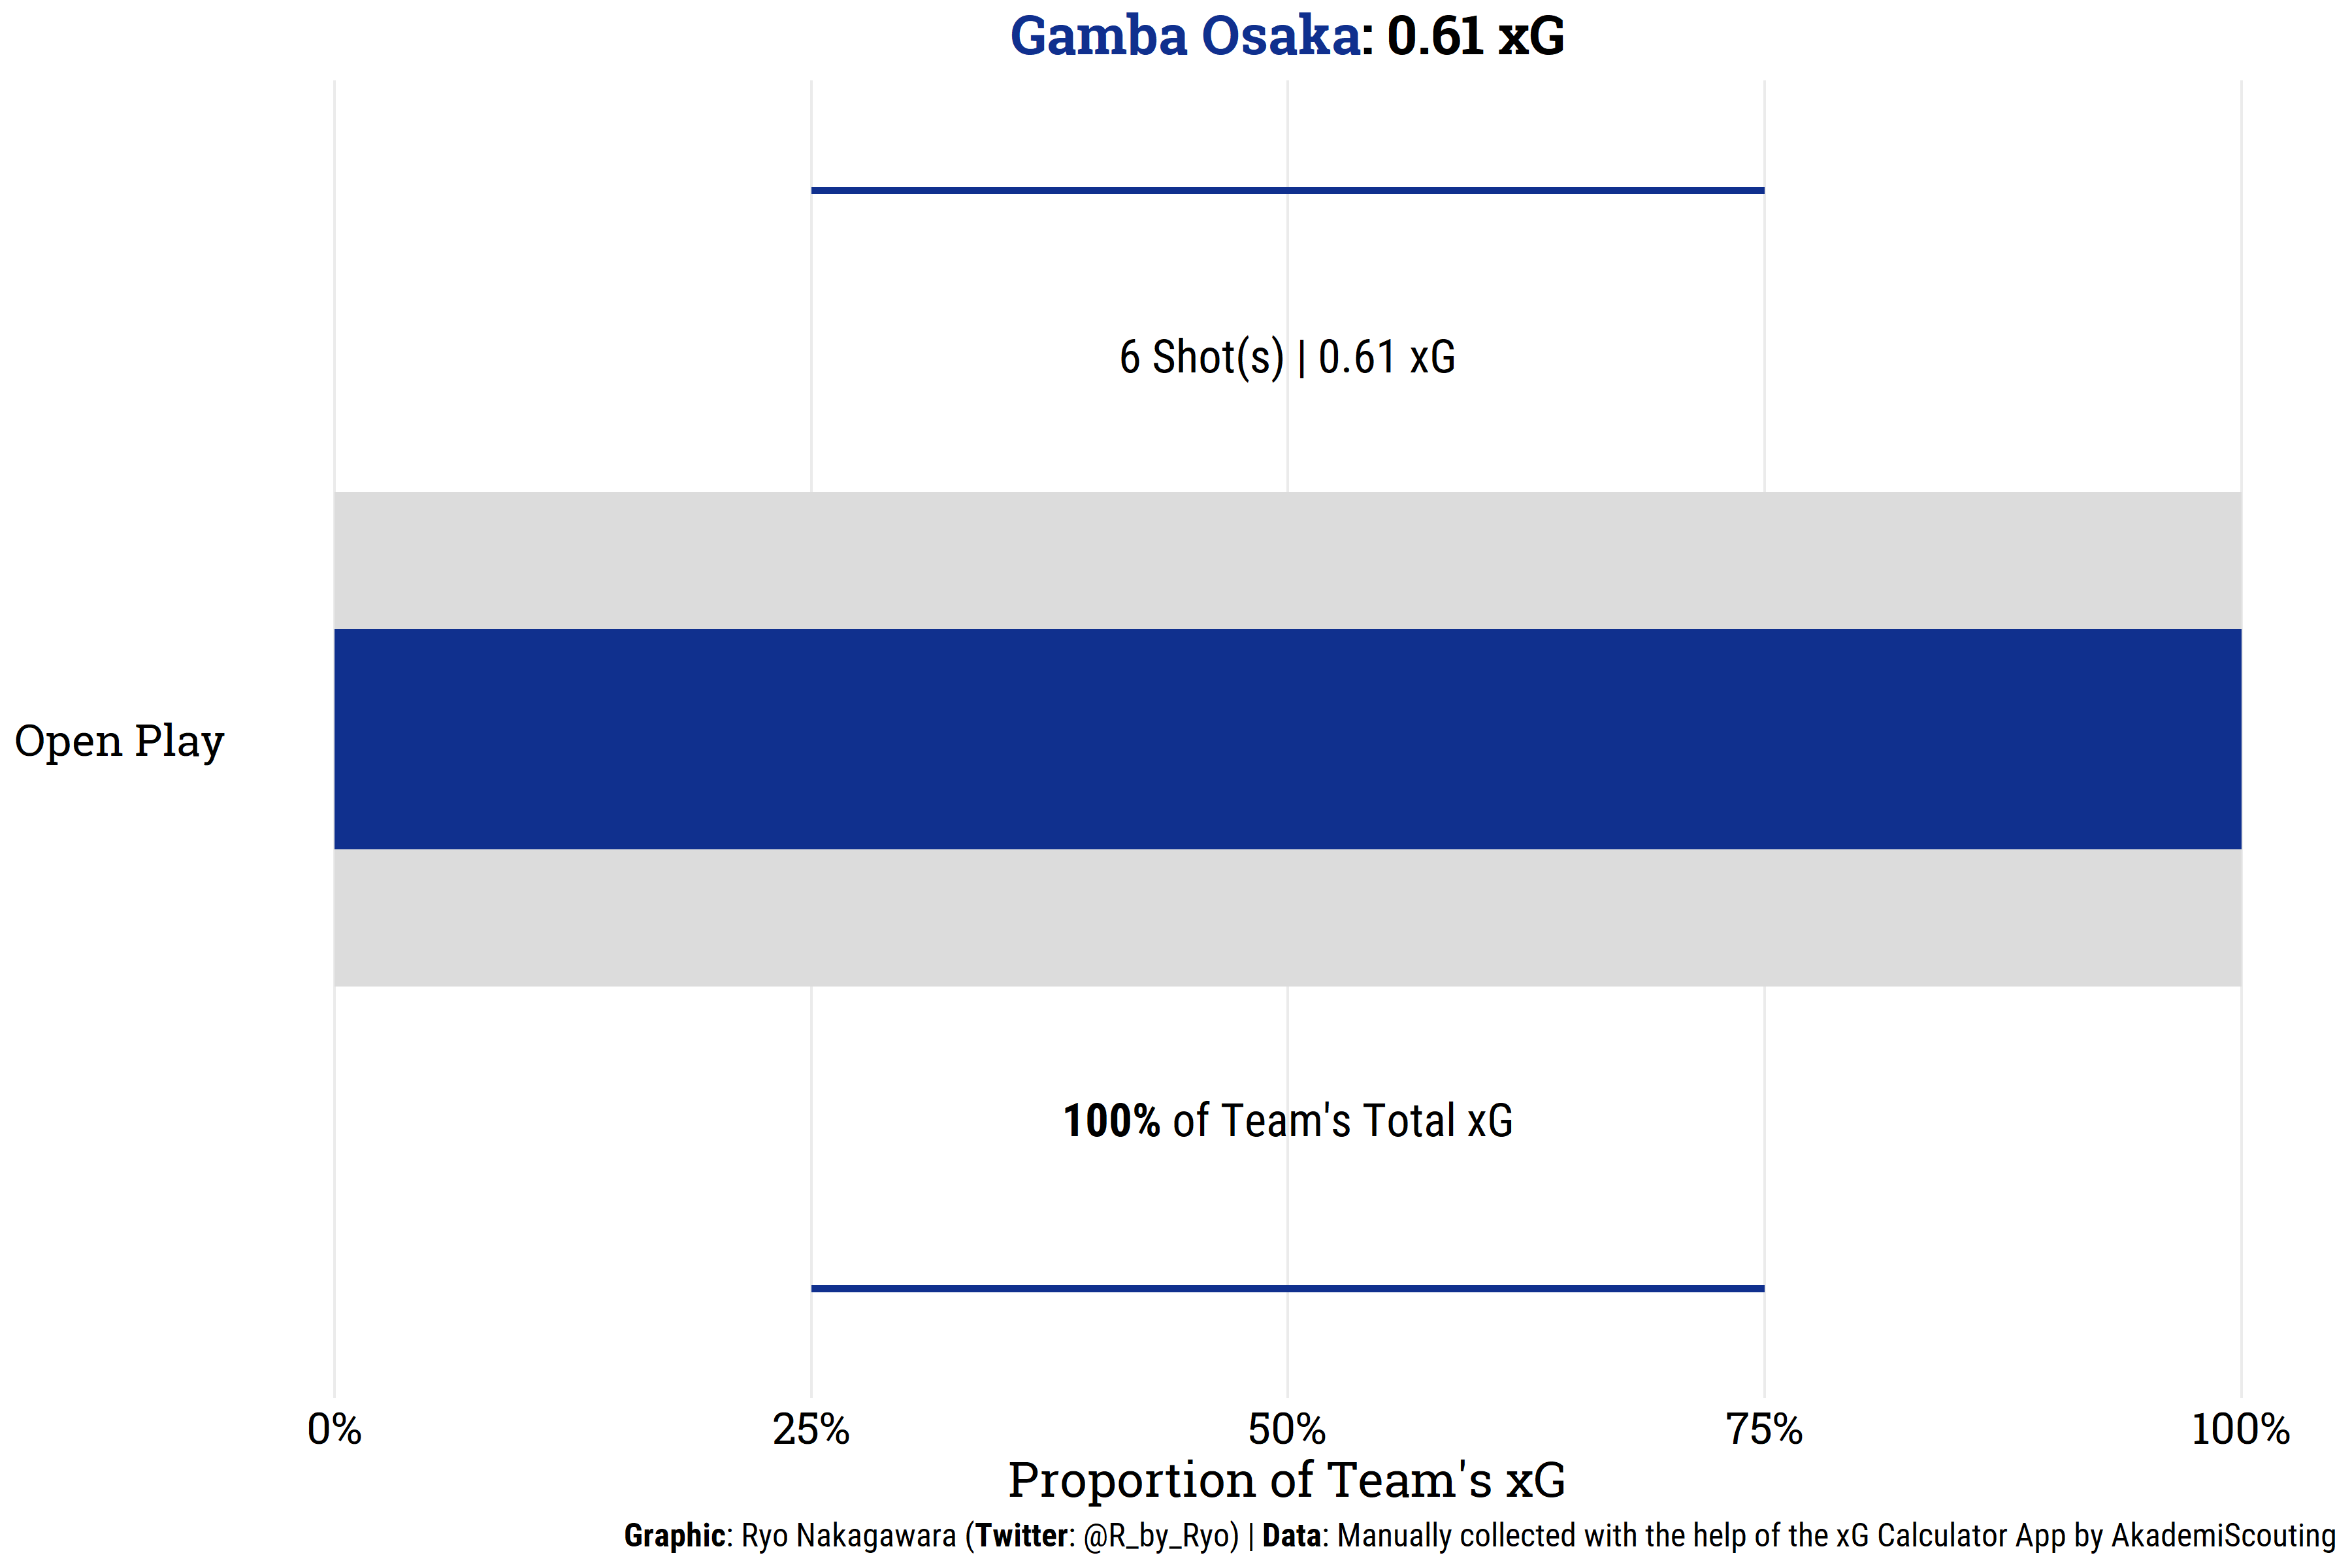 Gamba Osaka: 0.61 xG
6 Shot(s) | 0.61 xG
Open Play
100% of Team's Total xG
0% 25% 50% 75% 100%
Proportion of Team's xG
Graphic: Ryo Nakagawara (Twitter: @R_by_Ryo) | Data: Manually collected with the help of the xG Calculator App by AkademiScouting